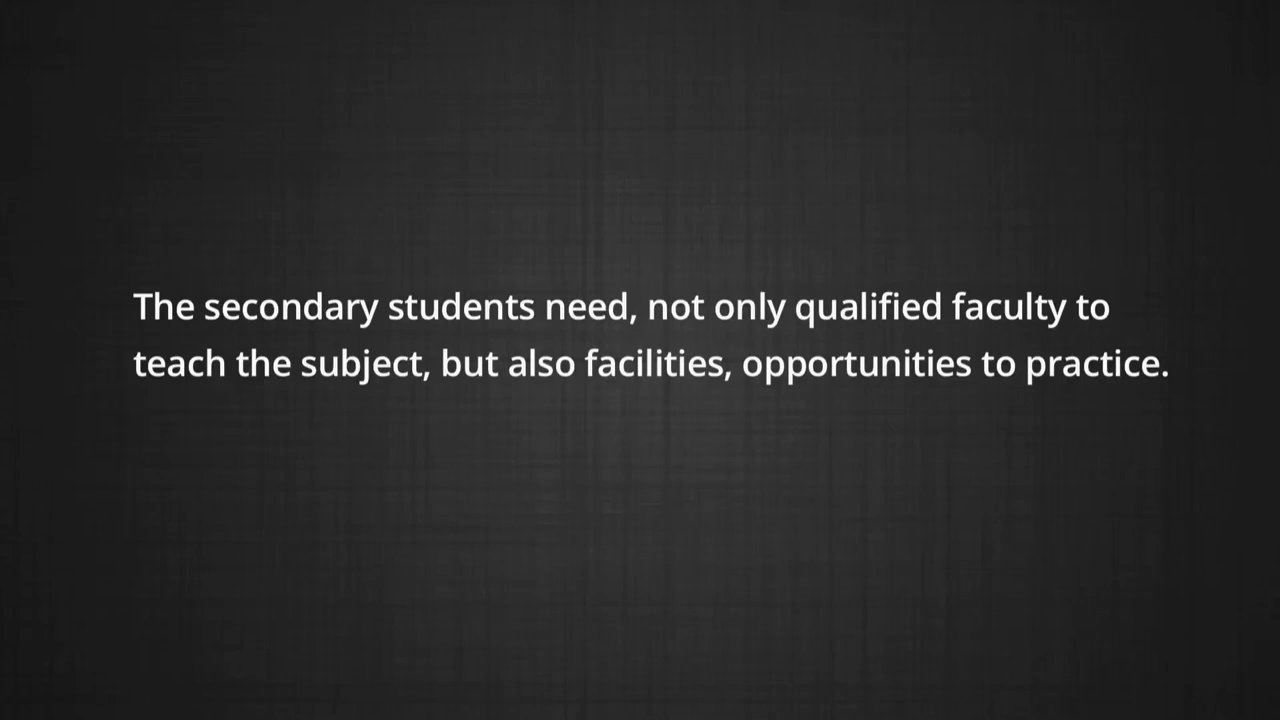 The secondary students need, not only qualified faculty to
teach the subject, but also facilities, opportunities to practice.